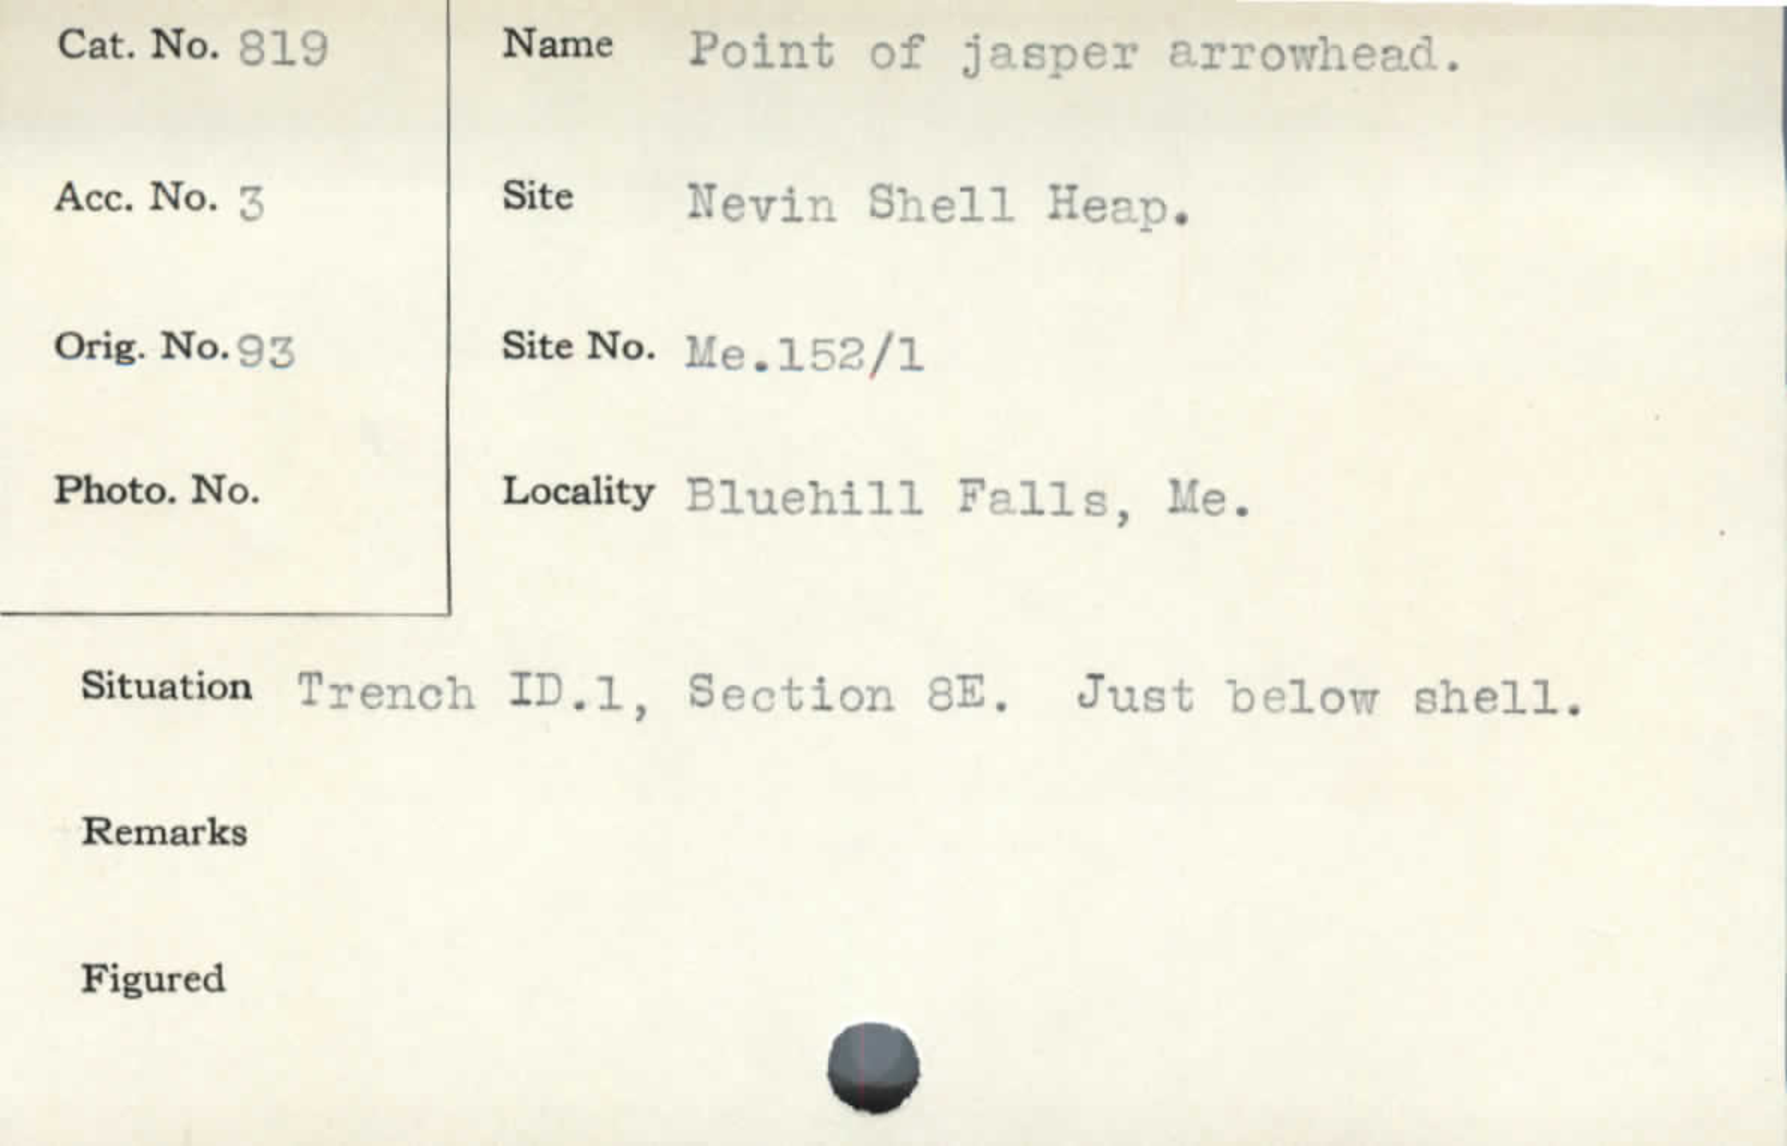 Cat. No. 819
Name Point of jasper arrowhead.
Acc. No. 3
Site Nevin Shell Heap.
Orig. No. 93
Site No. Me.152/1
Photo. No.
Locality Bluehill Falls, Me.
Situation Trench ID.1, Section 8E. Just below shell.
Remarks
Figured